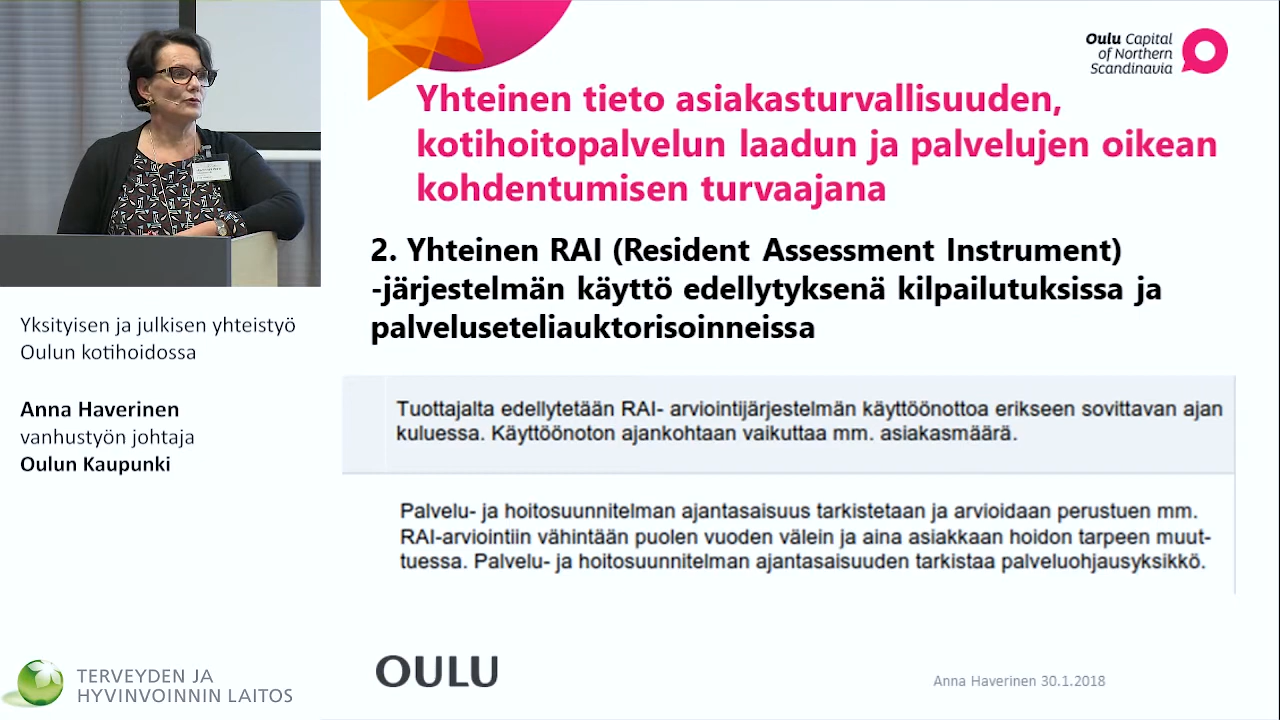 Oulu Capital
of Northern
Scandinavia
Yhteinen tieto asiakasturvallisuuden,
kotihoitopalvelun laadun ja palvelujen oikean
kohdentumisen turvaajana
2. Yhteinen RAI (Resident Assessment Instrument)
-järjestelmän käyttö edellytyksenä kilpailutuksissa ja
palveluseteliauktorisoinneissa
Tuottajalta edellytetään RAI- arviointijärjestelmän käyttöönottoa erikseen sovittavan ajan
kuluessa. Käyttöönoton ajankohtaan vaikuttaa mm. asiakasmäärä.
Palvelu- ja hoitosuunnitelman ajantasaisuus tarkistetaan ja arvioidaan perustuen mm.
RAI-arviointiin vähintään puolen vuoden välein ja aina asiakkaan hoidon tarpeen muut-
tuessa. Palvelu- ja hoitosuunnitelman ajantasaisuuden tarkistaa palveluohjausyksikkö.
OULU
Anna Haverinen 30.1.2018
Yksityisen ja julkisen yhteistyö
Oulun kotihoidossa
Anna Haverinen
vanhustyön johtaja
Oulun Kaupunki
TERVEYDEN JA
HYVINVOINNIN LAITOS